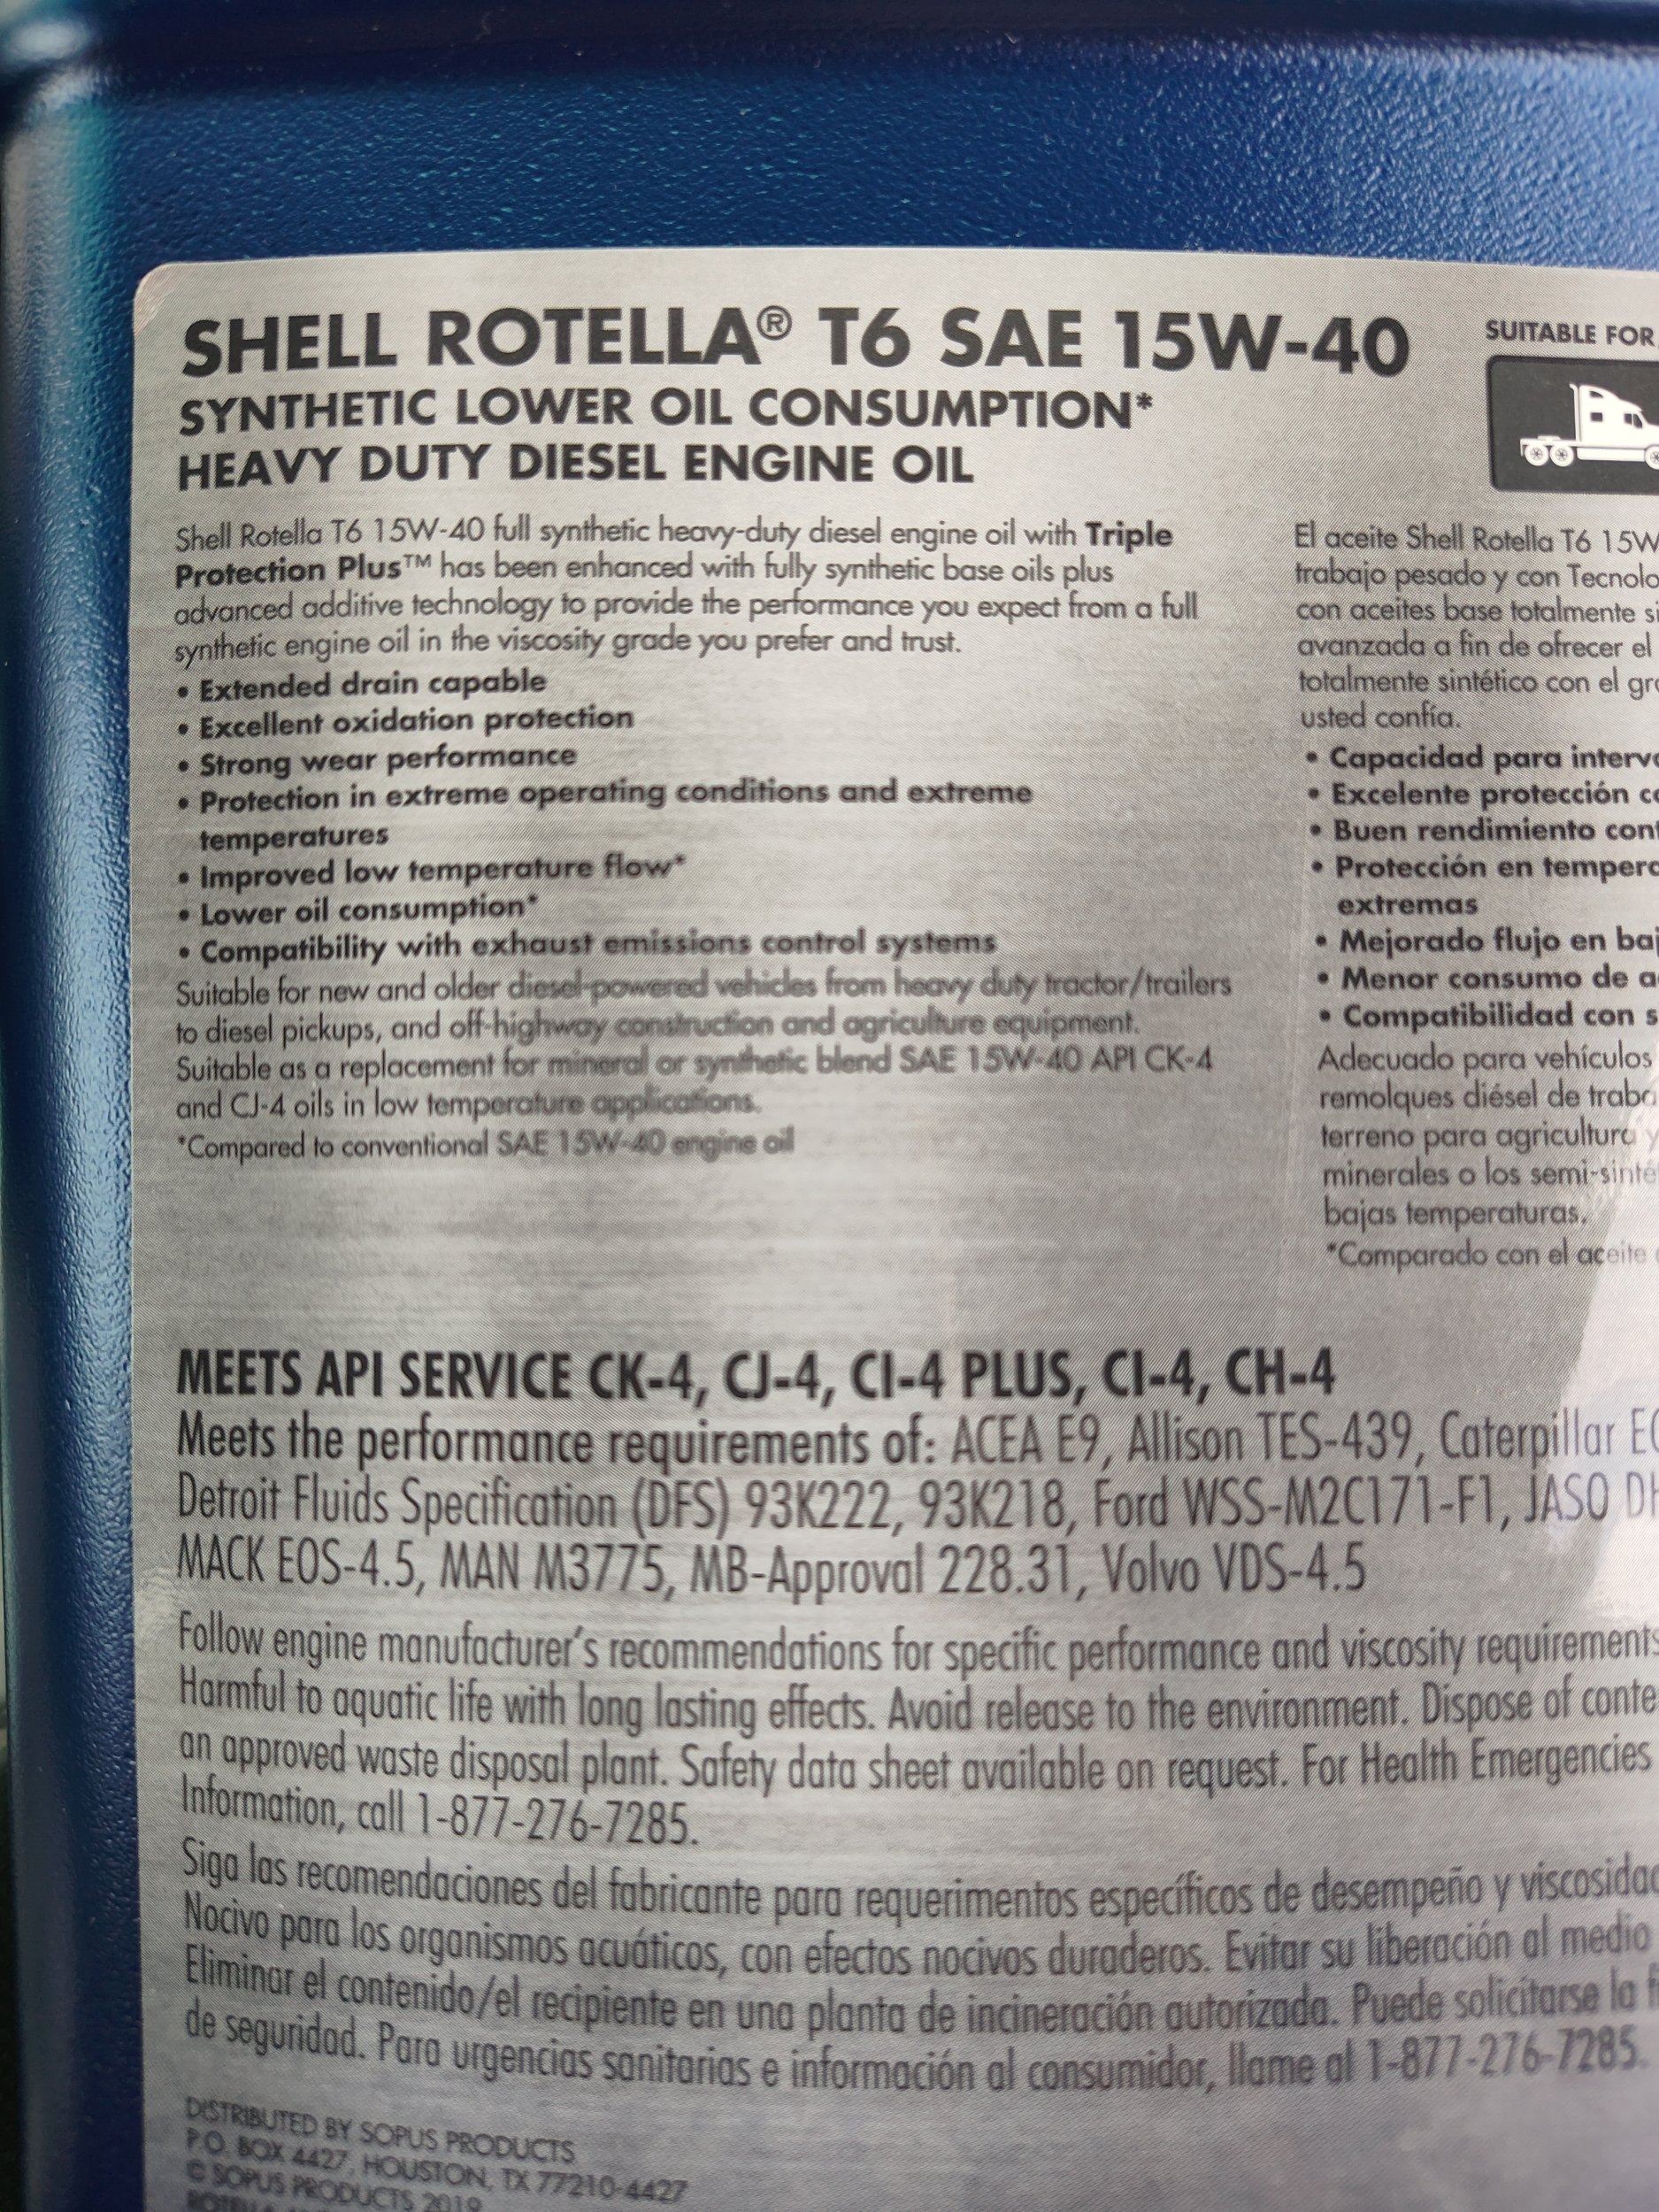 SHELL ROTELLA® T6 SAE 15W-40
SYNTHETIC LOWER OIL CONSUMPTION*
HEAVY DUTY DIESEL ENGINE OIL
Shell Rotella T6 15W-40 full synthetic heavy-duty diesel engine oil with Triple
Protection Plus™ has been enhanced with fully synthetic base oils plus
advanced additive technology to provide the performance you expect from a full
synthetic engine oil in the viscosity grade you prefer and trust.
• Extended drain capable
• Excellent oxidation protection
• Strong wear performance
• Protection in extreme operating conditions and extreme
temperatures
• Improved low temperature flow*
• Lower oil consumption*
• Compatibility with exhaust emissions control systems
Suitable for new and older diesel-powered vehicles from heavy duty tractor/trailers
to diesel pickups, and off-highway construction and agriculture equipment.
Suitable as a replacement for mineral or synthetic blend SAE 15W-40 API CK-4
and CJ-4 oils in low temperature applications.
*Compared to conventional SAE 15W-40 engine oil
SUITABLE FOR
El aceite Shell Rotella T6 15W
trabajo pesado y con Tecnolo
con aceites base totalmente si
avanzada a fin de ofrecer el
totalmente sintético con el gra
usted confía.
• Capacidad para interva
• Excelente protección co
• Buen rendimiento cont
• Protección en tempera
extremas
• Mejorado flujo en baj
• Menor consumo de a
• Compatibilidad con s
Adecuado para vehículos
remolques diésel de traba
terreno para agricultura y
minerales o los semi-sinté
bajas temperaturas.
*Comparado con el aceite
MEETS API SERVICE CK-4, CJ-4, CI-4 PLUS, CI-4, CH-4
Meets the performance requirements of: ACEA E9, Allison TES-439, Caterpillar EC
Detroit Fluids Specification (DFS) 93K222, 93K218, Ford WSS-M2C171-F1, JASO DH
MACK EOS-4.5, MAN M3775, MB-Approval 228.31, Volvo VDS-4.5
Follow engine manufacturer's recommendations for specific performance and viscosity requirements
Harmful to aquatic life with long lasting effects. Avoid release to the environment. Dispose of conte
an approved waste disposal plant. Safety data sheet available on request. For Health Emergencies
Information, call 1-877-276-7285.
Siga las recomendaciones del fabricante para requerimentos específicos de desempeño y viscosidad
Nocivo para los organismos acuáticos, con efectos nocivos duraderos. Evitar su liberación al medio
Eliminar el contenido/el recipiente en una planta de incineración autorizada. Puede solicitarse la f
de seguridad. Para urgencias sanitarias e información al consumidor, llame al 1-877-276-7285.
DISTRIBUTED BY SOPUS PRODUCTS
P.O. BOX 4427, HOUSTON, TX 77210-4427
© SOPUS PRODUCTS 2019